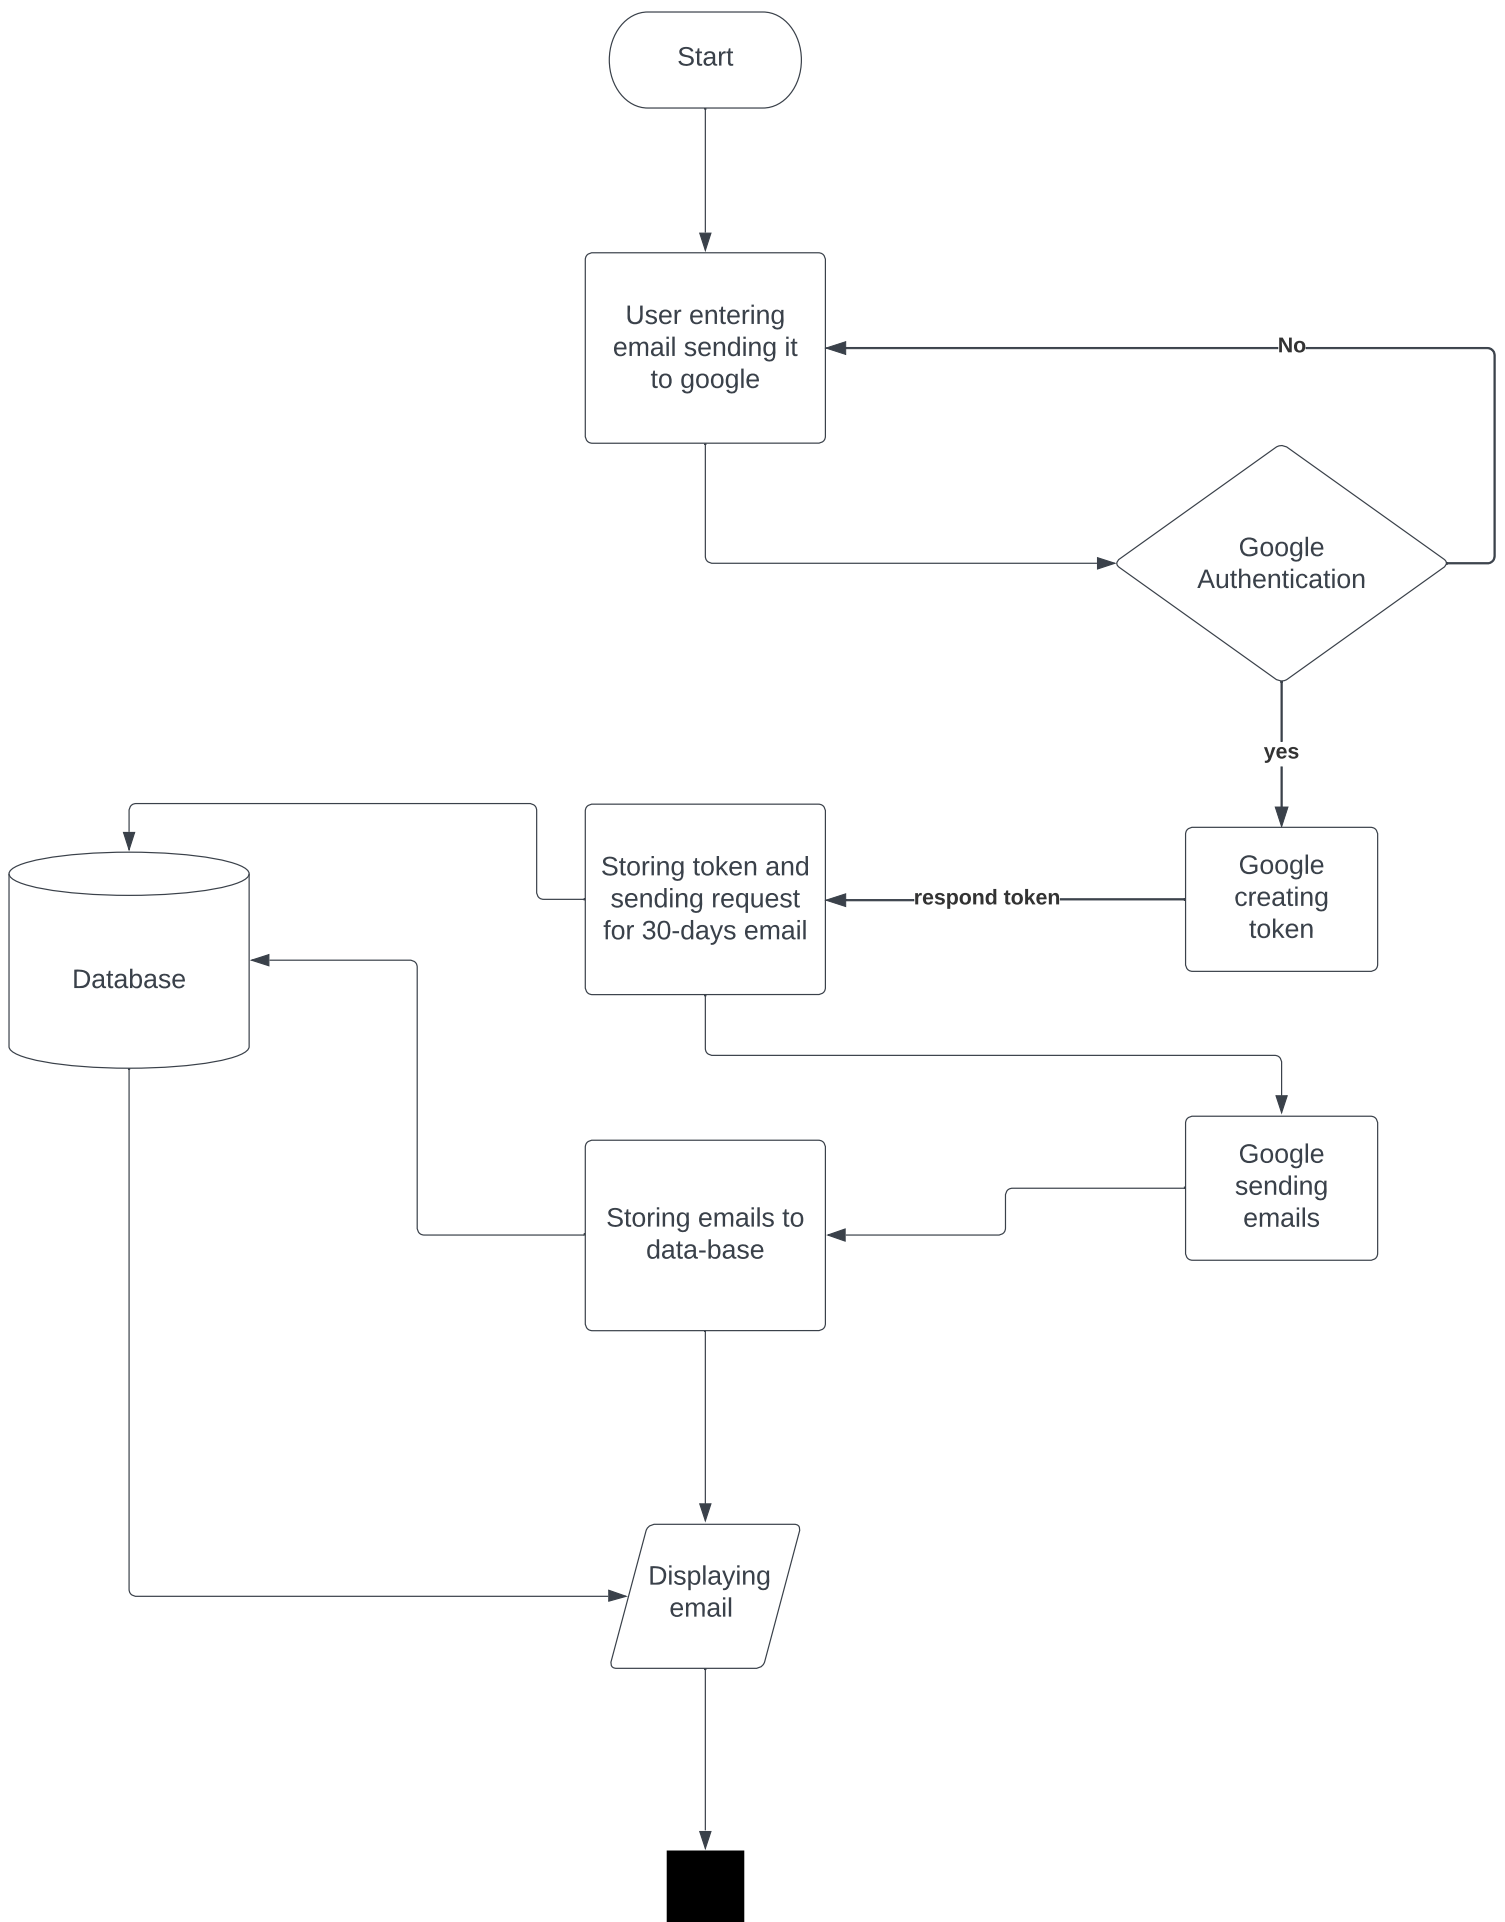 Start
User entering
email sending it
to google
No
Google
Authentication
yes
Storing token and
sending request
for 30-days email
respond token
Google
creating
token
Database
Google
sending
emails
Storing emails to
data-base
Displaying
email